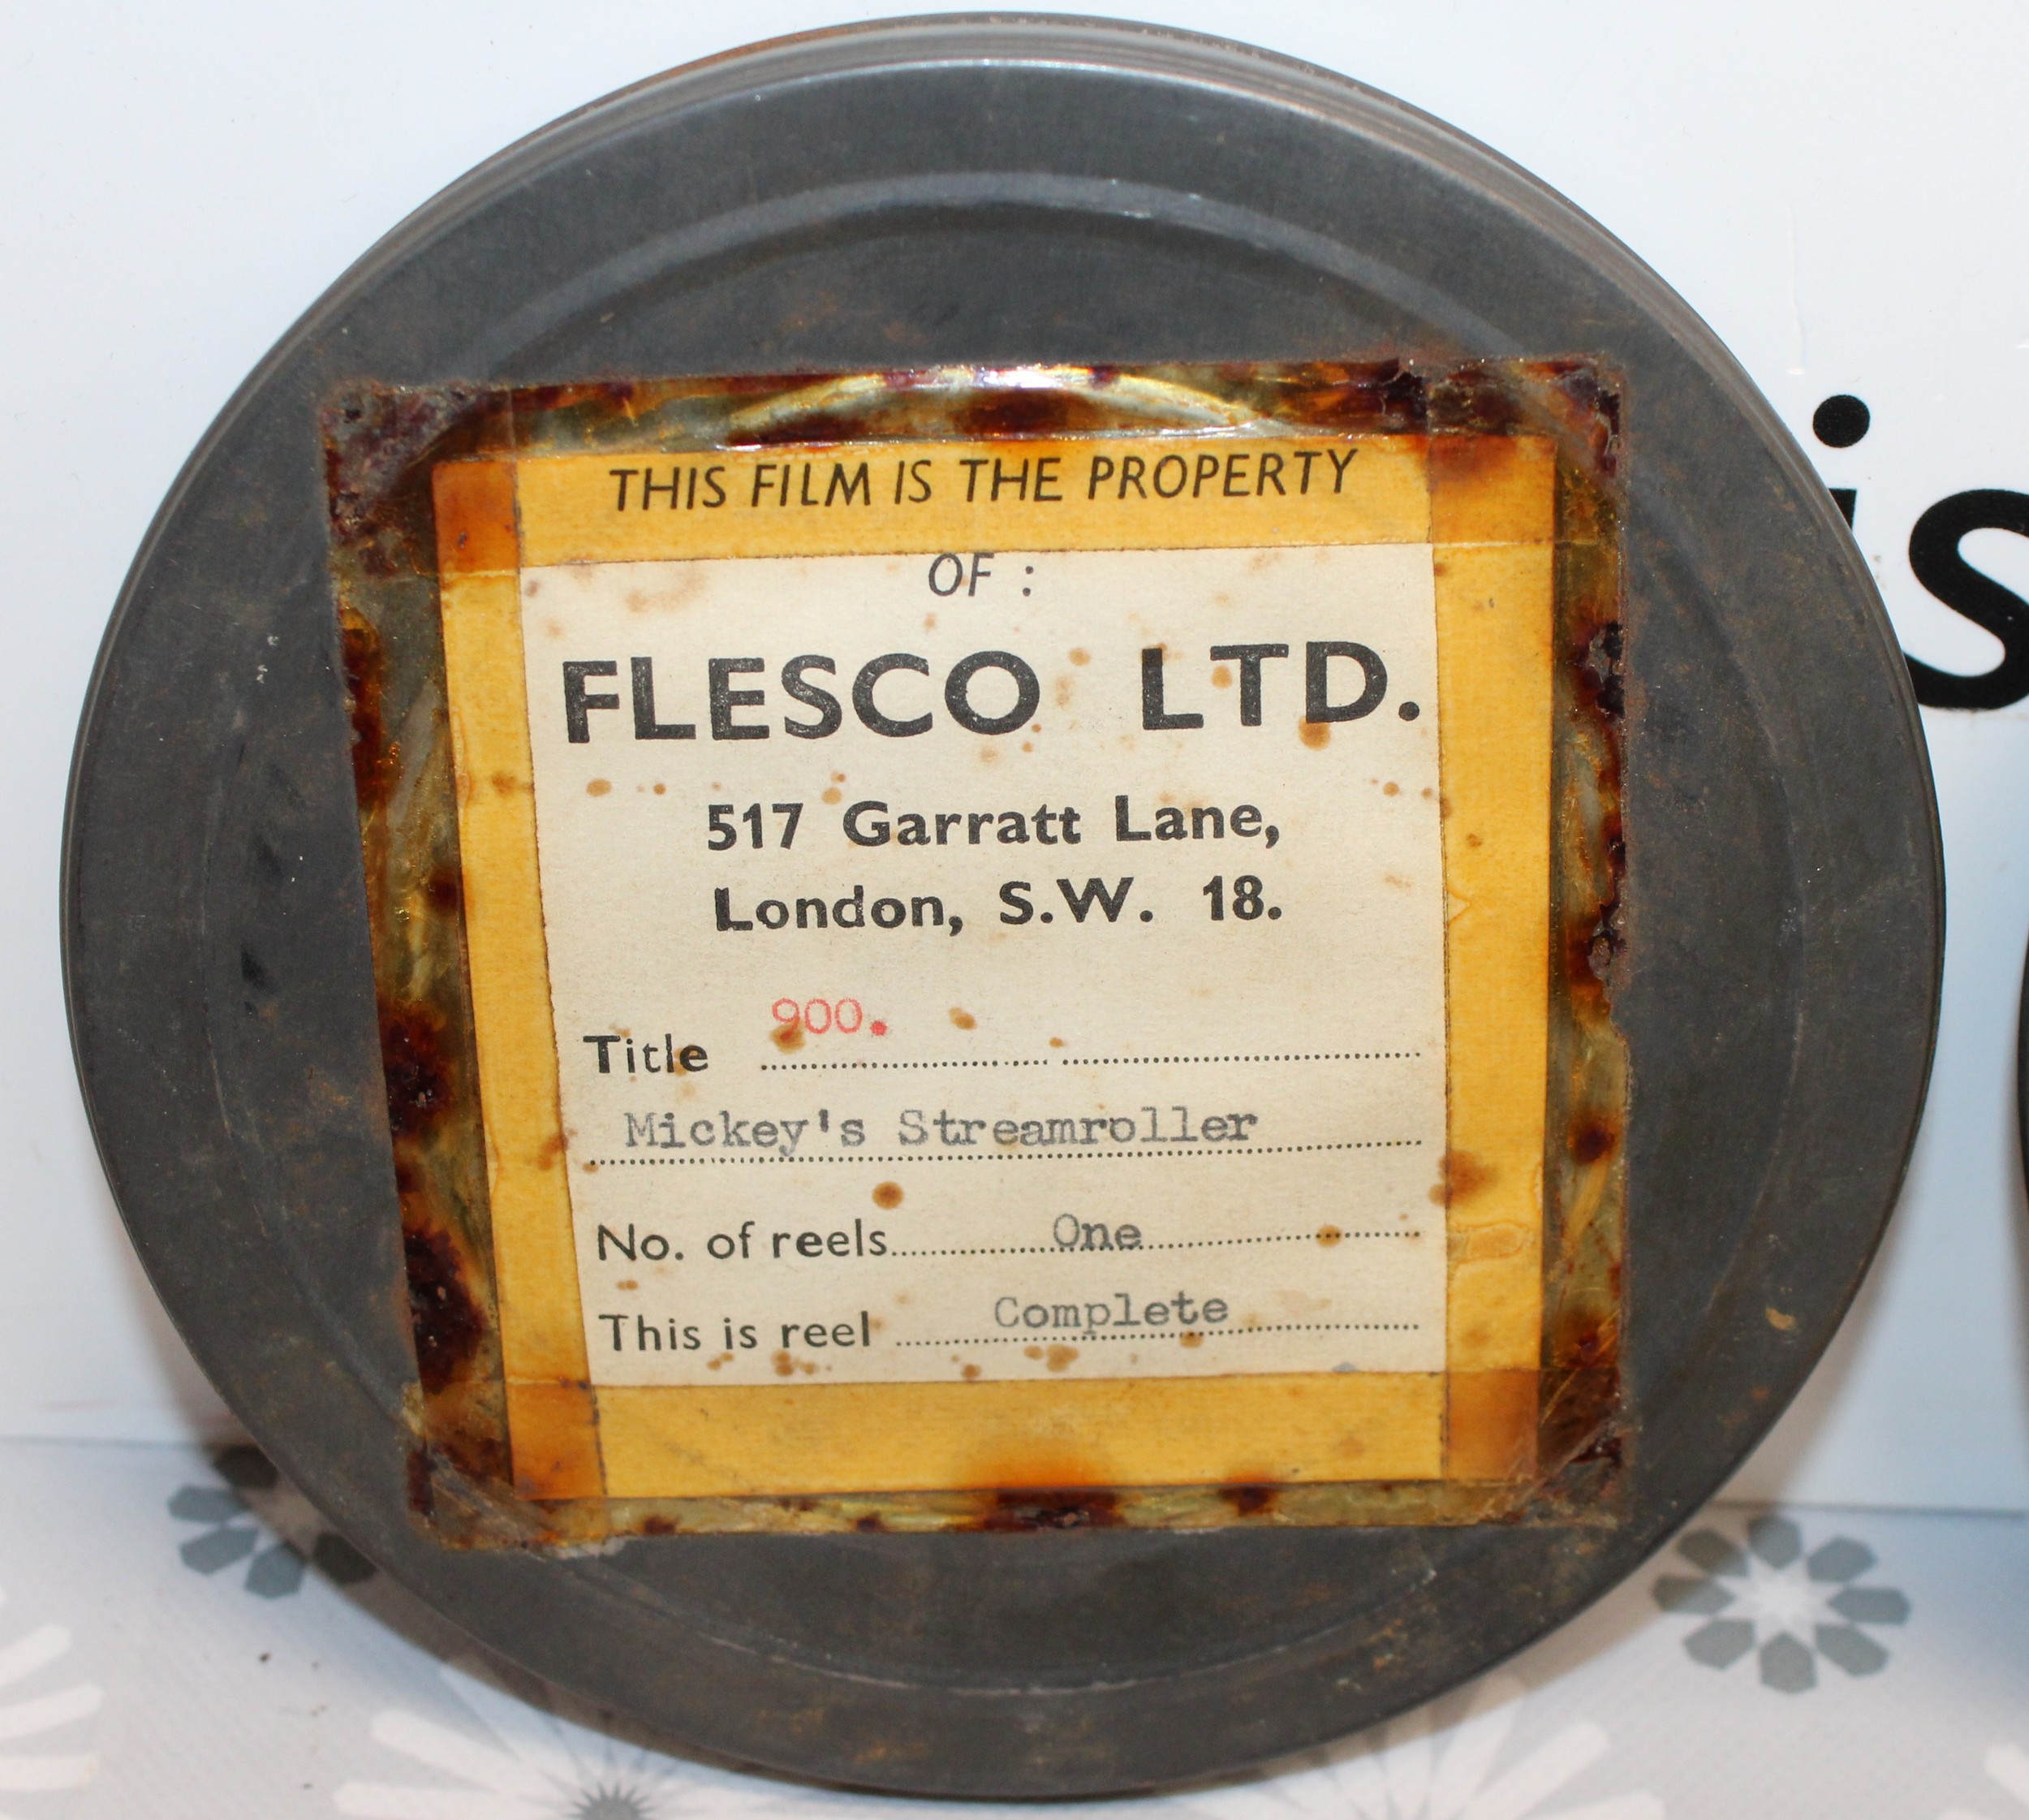 THIS FILM IS THE PROPERTY
OF :
FLESCO LTD.
517 Garratt Lane,
London, S.W. 18.
900.
Title
Mickey's Streamroller
No. of reels One
This is reel Complete
is